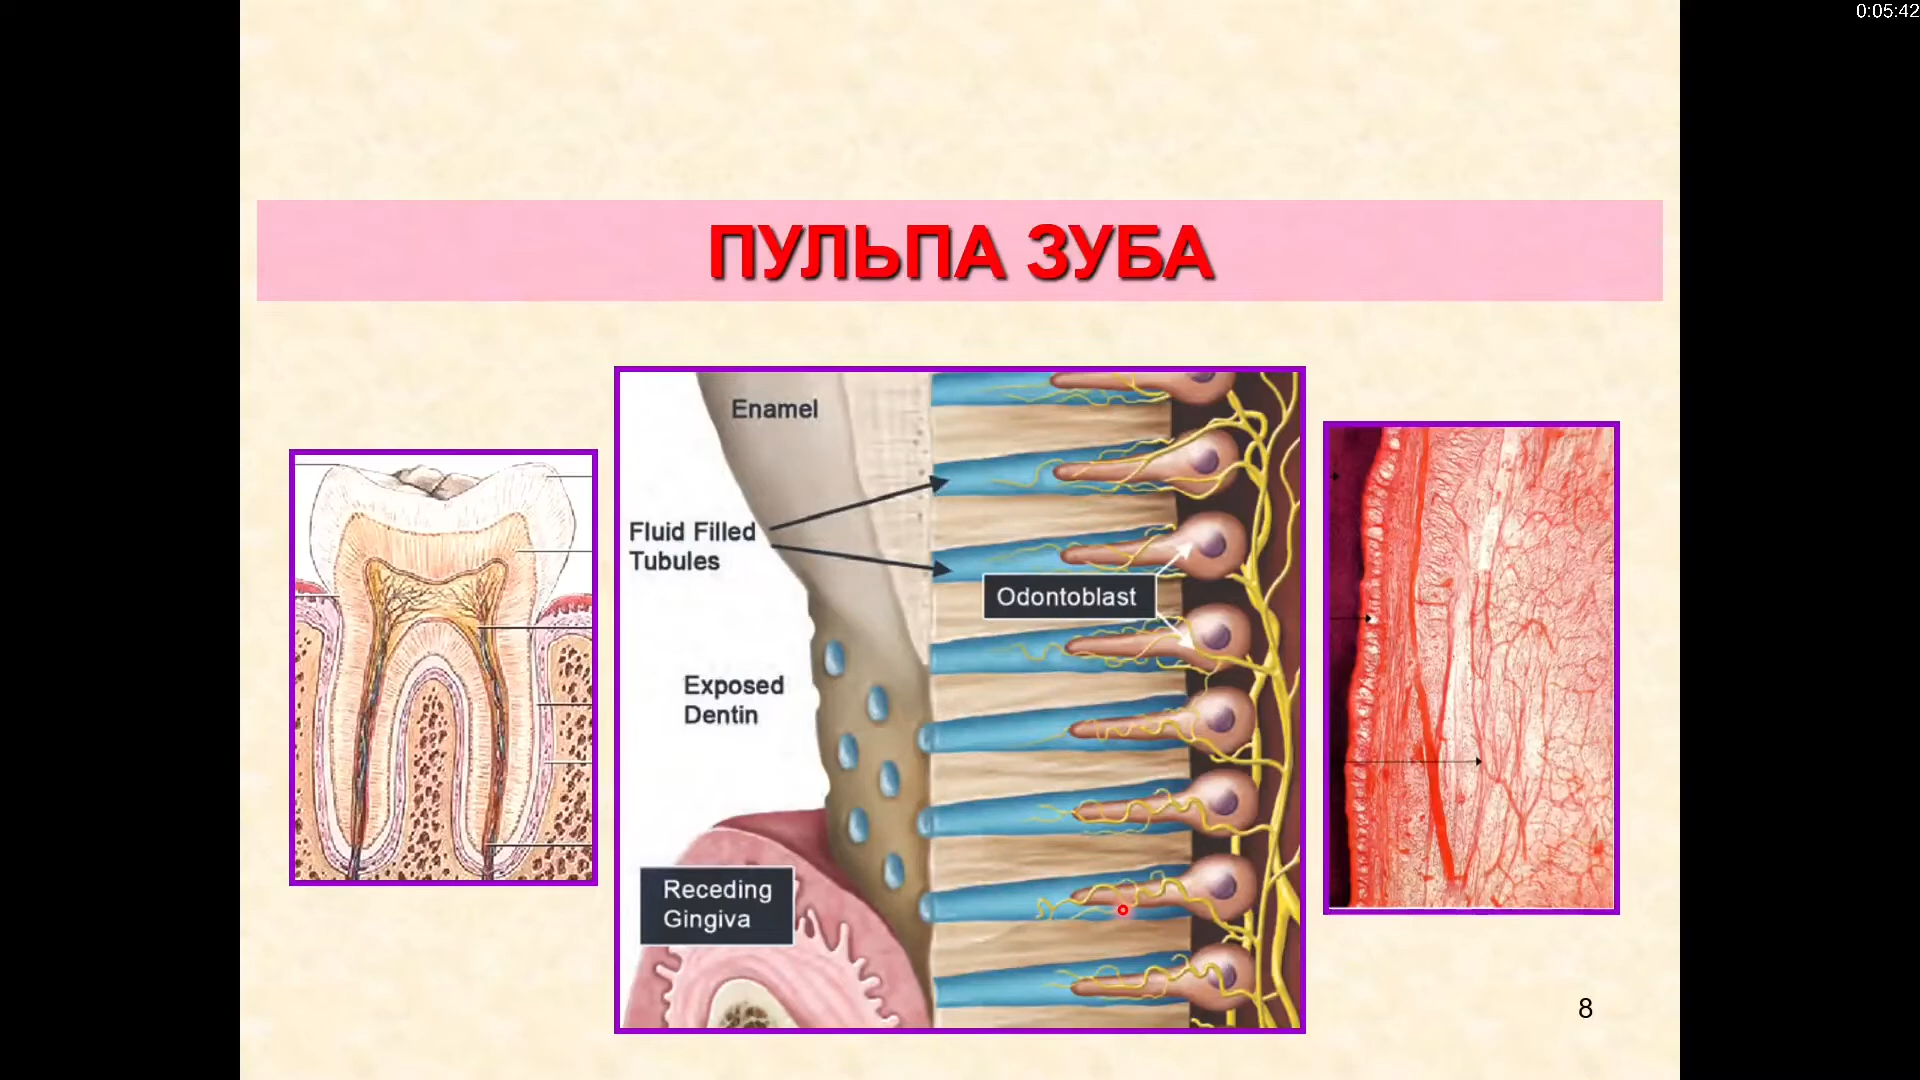 0:05:42
ПУЛЬПА ЗУБА
Enamel
Fluid Filled
Tubules
Odontoblast
Exposed
Dentin
Receding
Gingiva
8